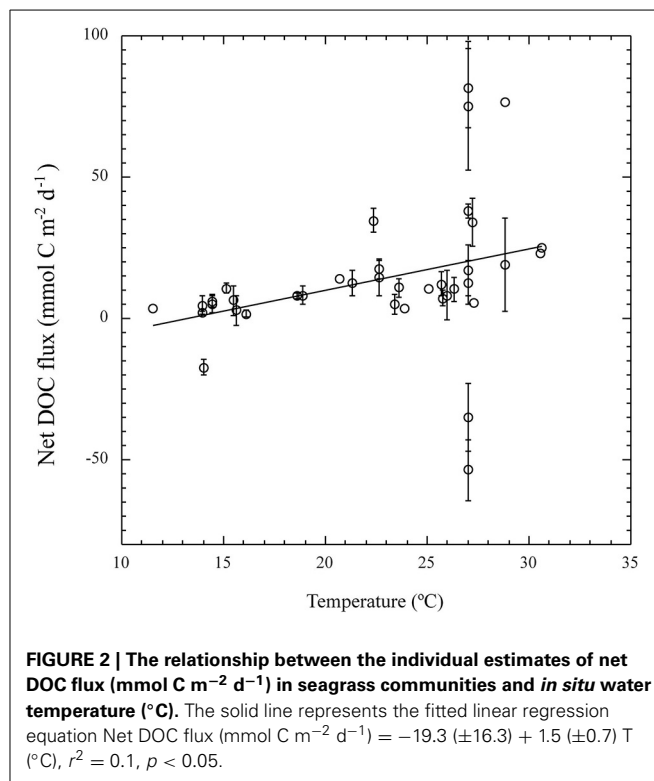 100
50
0
-50
Net DOC flux (mmol C m⁻² d⁻¹)
10 15 20 25 30 35
Temperature (ºC)
FIGURE 2 | The relationship between the individual estimates of net
DOC flux (mmol C m⁻² d⁻¹) in seagrass communities and in situ water
temperature (°C). The solid line represents the fitted linear regression
equation Net DOC flux (mmol C m⁻² d⁻¹) = −19.3 (±16.3) + 1.5 (±0.7) T
(°C), r² = 0.1, p < 0.05.